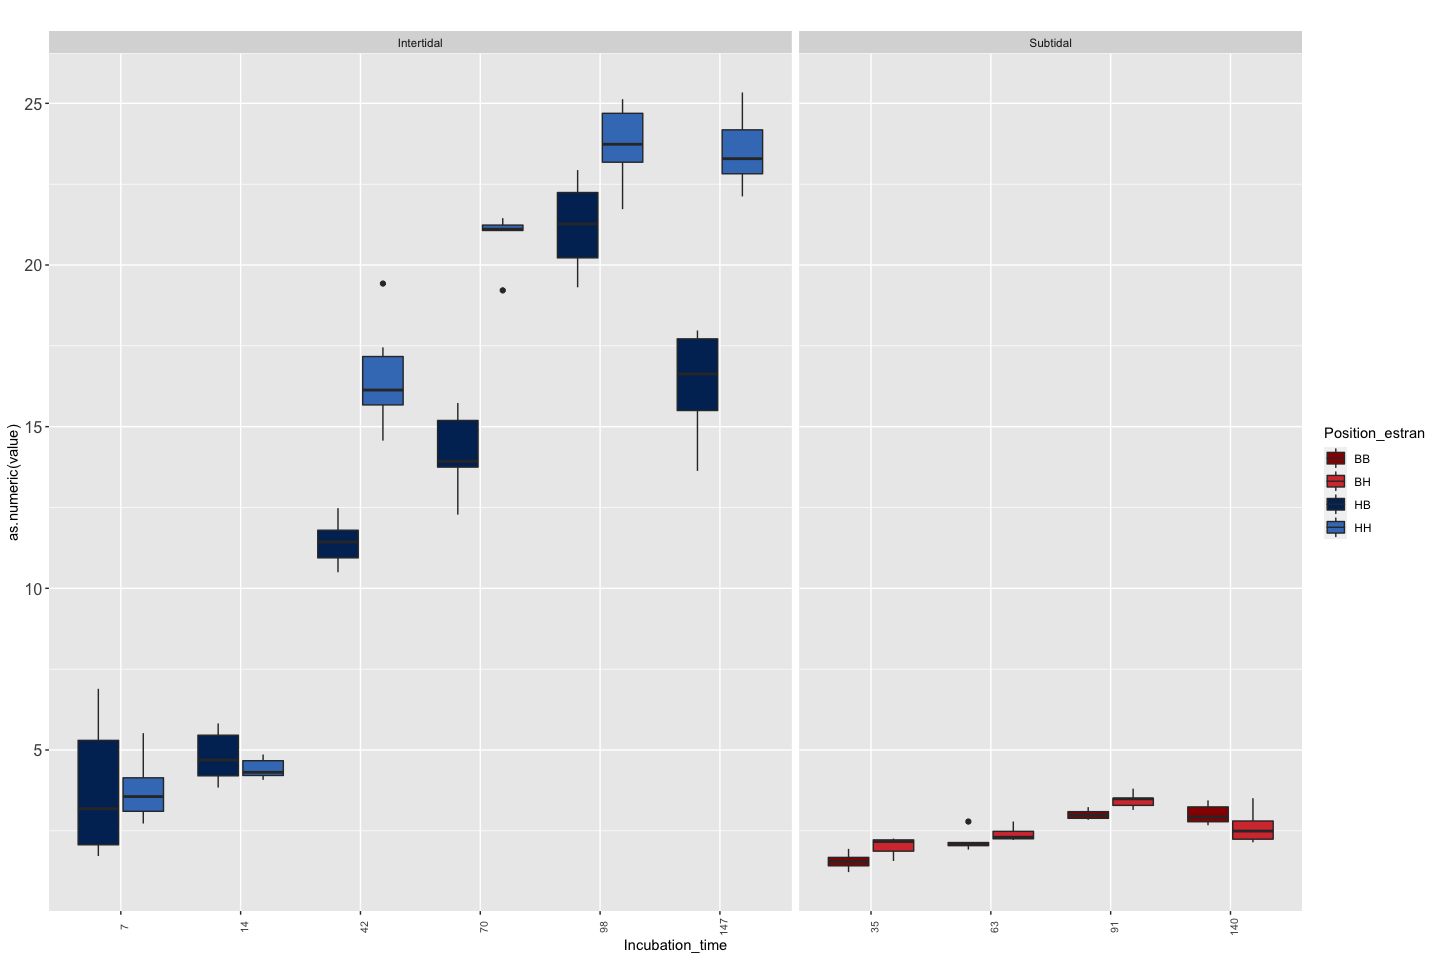 Intertidal
Subtidal
25
20
15
10
5
as.numeric(value)
7
14
42
70
98
147
35
63
91
140
Incubation_time
Position_estran
BB
BH
HB
HH